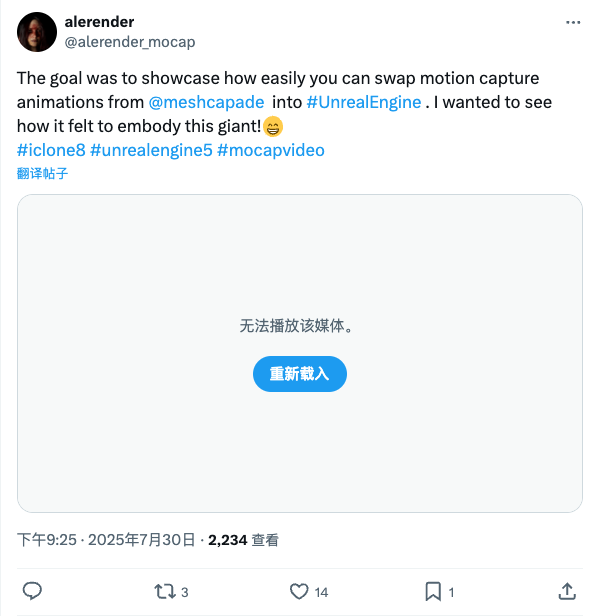 alerender
@alerender_mocap
The goal was to showcase how easily you can swap motion capture
animations from @meshcapade into #UnrealEngine . I wanted to see
how it felt to embody this giant!😁
#iclone8 #unrealengine5 #mocapvideo
翻译帖子
无法播放该媒体。
重新载入
下午9:25 · 2025年7月30日 · 2,234 查看
3 14 1